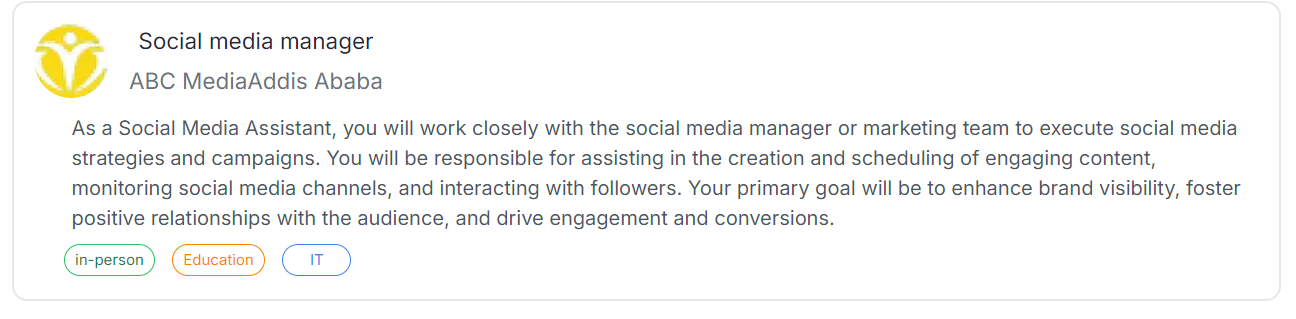 Social media manager
ABC MediaAddis Ababa
As a Social Media Assistant, you will work closely with the social media manager or marketing team to execute social media
strategies and campaigns. You will be responsible for assisting in the creation and scheduling of engaging content,
monitoring social media channels, and interacting with followers. Your primary goal will be to enhance brand visibility, foster
positive relationships with the audience, and drive engagement and conversions.
in-person Education IT